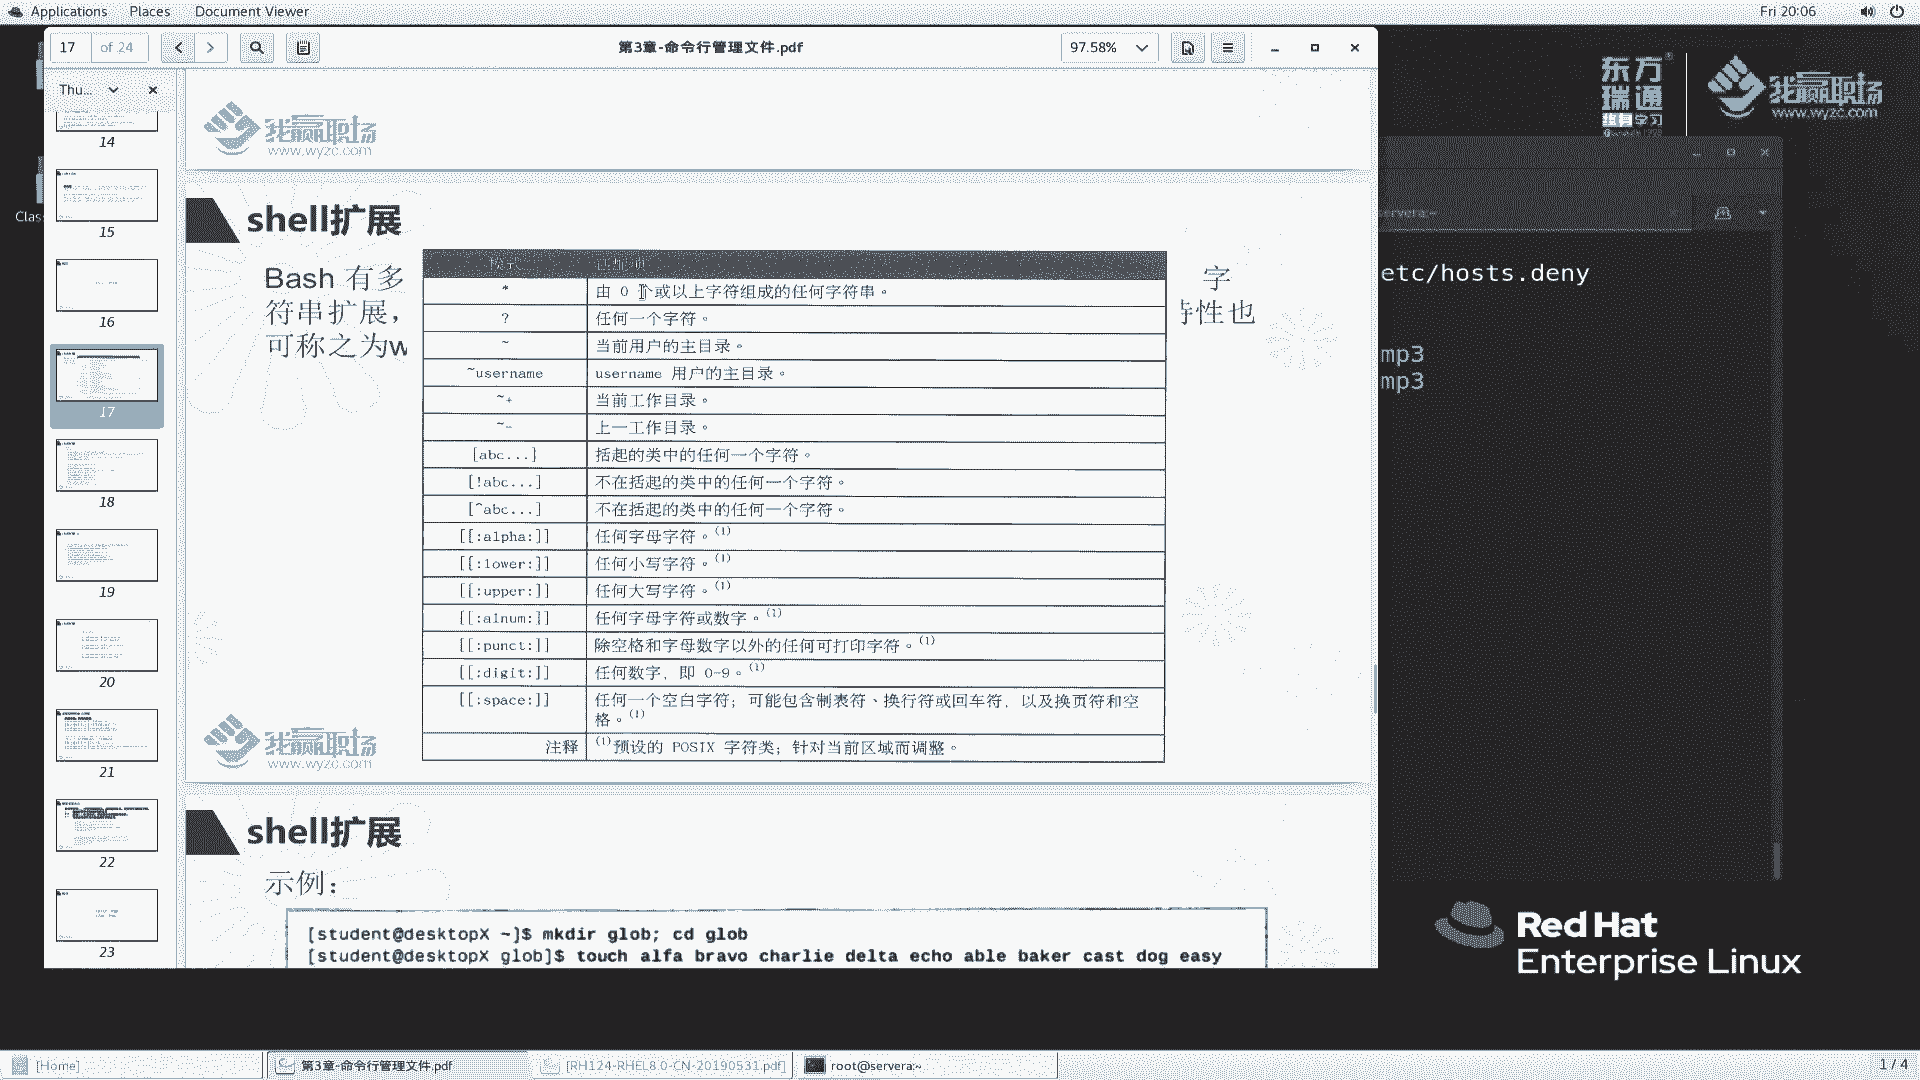 Applications Places Document Viewer
Fri 20:06
17 of 24
第3章-命令行管理文件.pdf
97.58%
Thu...
14
15
16
17
18
19
20
21
22
23
我赢职场
www.wyzc.com
shell扩展
Bash 有多
字
符串扩展，
性也
可称之为w
* 由 0 个或以上字符组成的任何字符串。
? 任何一个字符。
~ 当前用户的主目录。
~username username 用户的主目录。
~+ 当前工作目录。
~- 上一工作目录。
[abc...] 括起的类中的任何一个字符。
[!abc...] 不在括起的类中的任何一个字符。
[^abc...] 不在括起的类中的任何一个字符。
[[:alpha:]] 任何字母字符。(1)
[[:lower:]] 任何小写字符。(1)
[[:upper:]] 任何大写字符。(1)
[[:alnum:]] 任何字母字符或数字。(1)
[[:punct:]] 除空格和字母数字以外的任何可打印字符。(1)
[[:digit:]] 任何数字，即 0-9。(1)
[[:space:]] 任何一个空白字符；可能包含制表符、换行符或回车符，以及换页符和空
格。(1)
注释 (1)预设的 POSIX 字符类；针对当前区域而调整。
我赢职场
www.wyzc.com
shell扩展
示例：
[student@desktopX ~]$ mkdir glob; cd glob
[student@desktopX glob]$ touch alfa bravo charlie delta echo able baker cast dog easy
东方
瑞通
终身学习
我赢职场
www.wyzc.com
Clas
servera:~
etc/hosts.deny
mp3
mp3
Red Hat
Enterprise Linux
[Home]
第3章-命令行管理文件.pdf
[RH124-RHEL8.0-CN-20190531.pdf]
root@servera:~
1 / 4